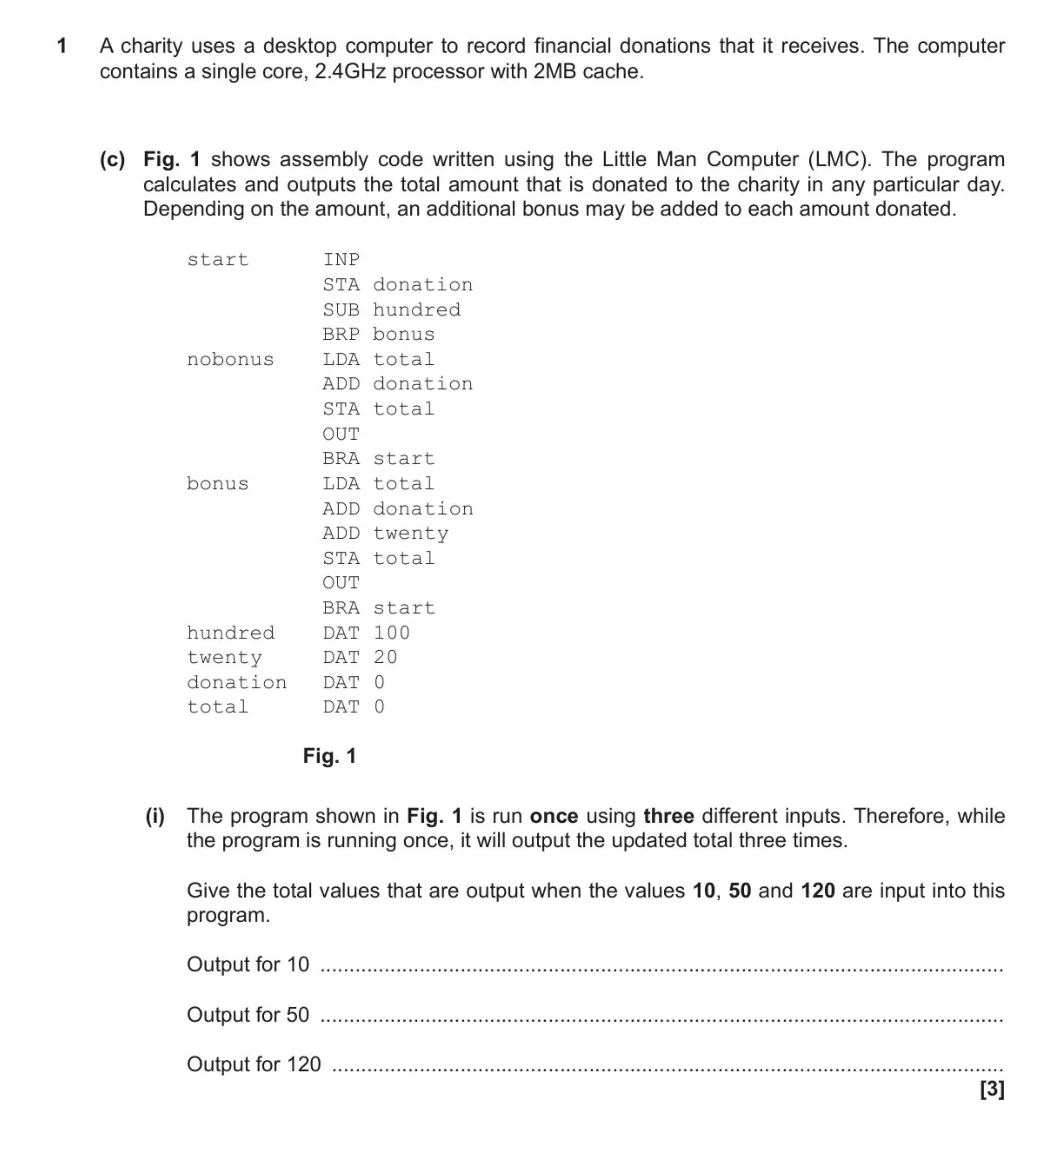 1 A charity uses a desktop computer to record financial donations that it receives. The computer
contains a single core, 2.4GHz processor with 2MB cache.
(c) Fig. 1 shows assembly code written using the Little Man Computer (LMC). The program
calculates and outputs the total amount that is donated to the charity in any particular day.
Depending on the amount, an additional bonus may be added to each amount donated.
start INP
STA donation
SUB hundred
BRP bonus
nobonus LDA total
ADD donation
STA total
OUT
BRA start
bonus LDA total
ADD donation
ADD twenty
STA total
OUT
BRA start
hundred DAT 100
twenty DAT 20
donation DAT 0
total DAT 0
Fig. 1
(i) The program shown in Fig. 1 is run once using three different inputs. Therefore, while
the program is running once, it will output the updated total three times.
Give the total values that are output when the values 10, 50 and 120 are input into this
program.
Output for 10 ........................................................................................................................
Output for 50 ........................................................................................................................
Output for 120 ......................................................................................................................
[3]